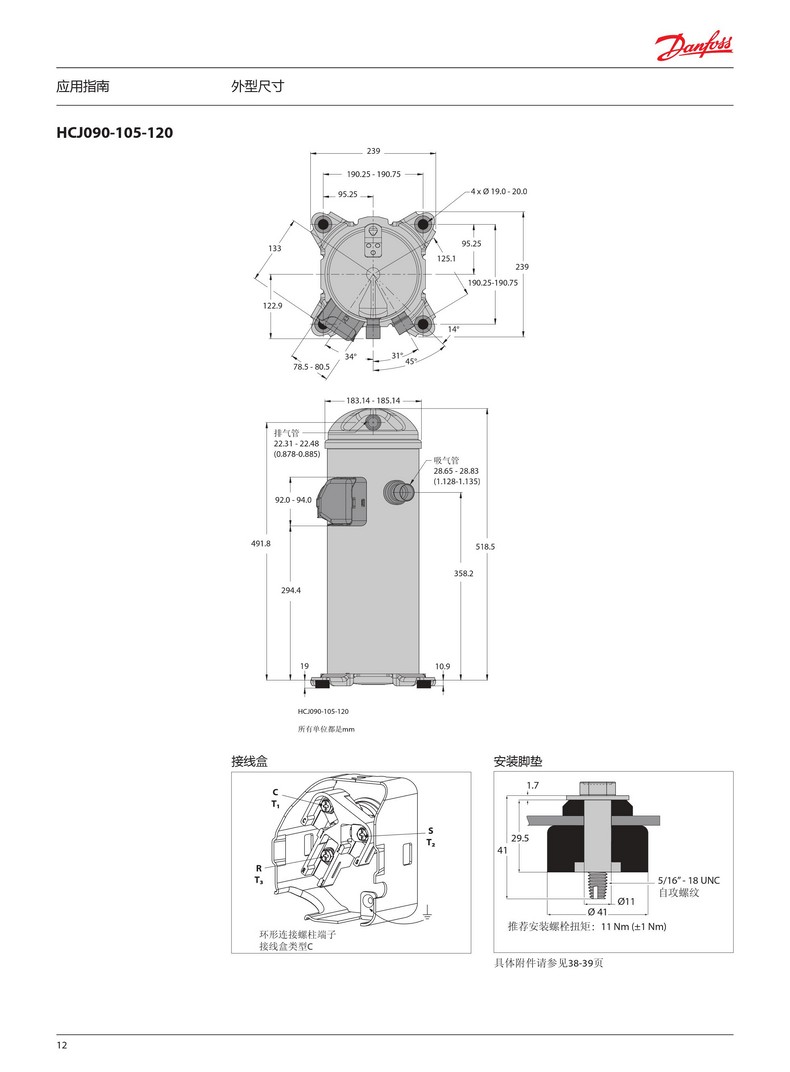 Danfoss
应用指南
外型尺寸
HCJ090-105-120
239
190.25 - 190.75
95.25
4 x Ø 19.0 - 20.0
133
95.25
125.1
239
190.25-190.75
122.9
14°
34°
31°
45°
78.5 - 80.5
183.14 - 185.14
排气管
22.31 - 22.48
(0.878-0.885)
吸气管
28.65 - 28.83
(1.128-1.135)
92.0 - 94.0
491.8
518.5
358.2
294.4
19
10.9
HCJ090-105-120
所有单位都是mm
接线盒
C
T₁
S
T₂
R
T₃
环形连接螺柱端子
接线盒类型C
安装脚垫
1.7
29.5
41
5/16” - 18 UNC
自攻螺纹
Ø11
Ø 41
推荐安装螺栓扭矩：11 Nm (±1 Nm)
具体附件请参见38-39页
12